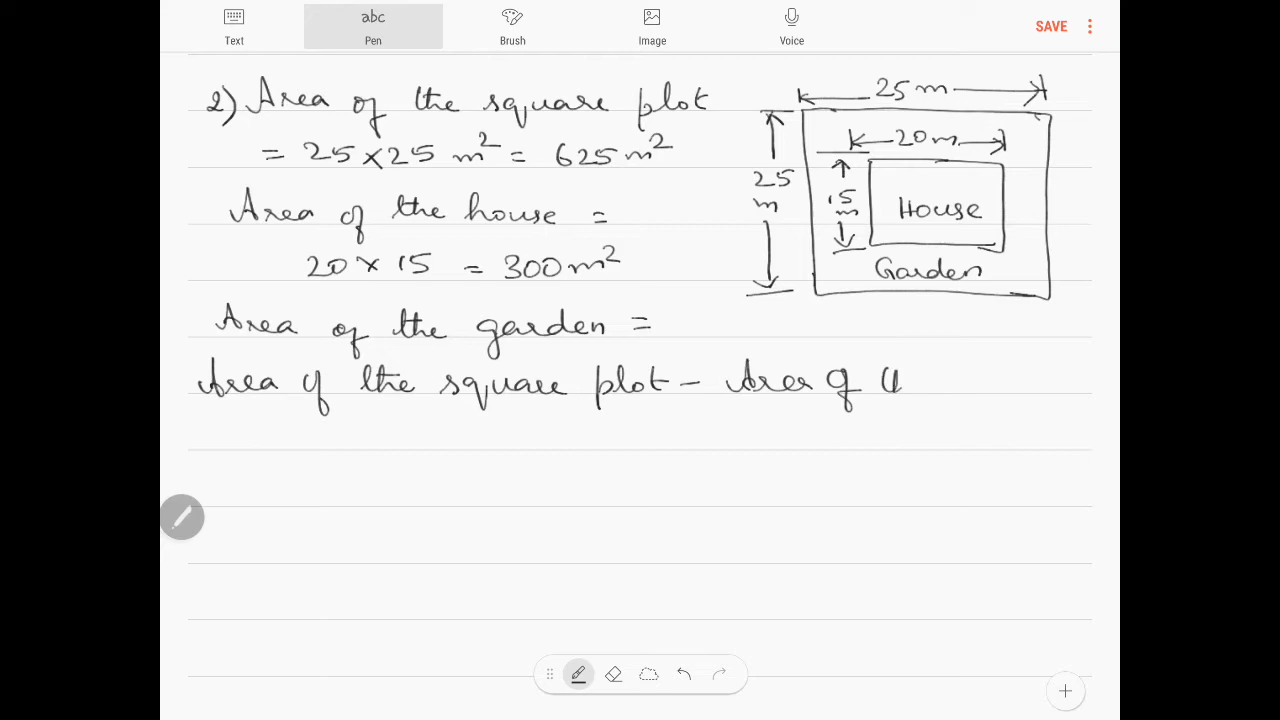 Text
abc
Pen
Brush
Image
Voice
SAVE
2) Area of the square plot
= 25 × 25 m² = 625 m²
Area of the house =
20 × 15 = 300 m²
Area of the garden =
Area of the square plot - Area of
25 m
20 m
25
m
15
m
House
Garden